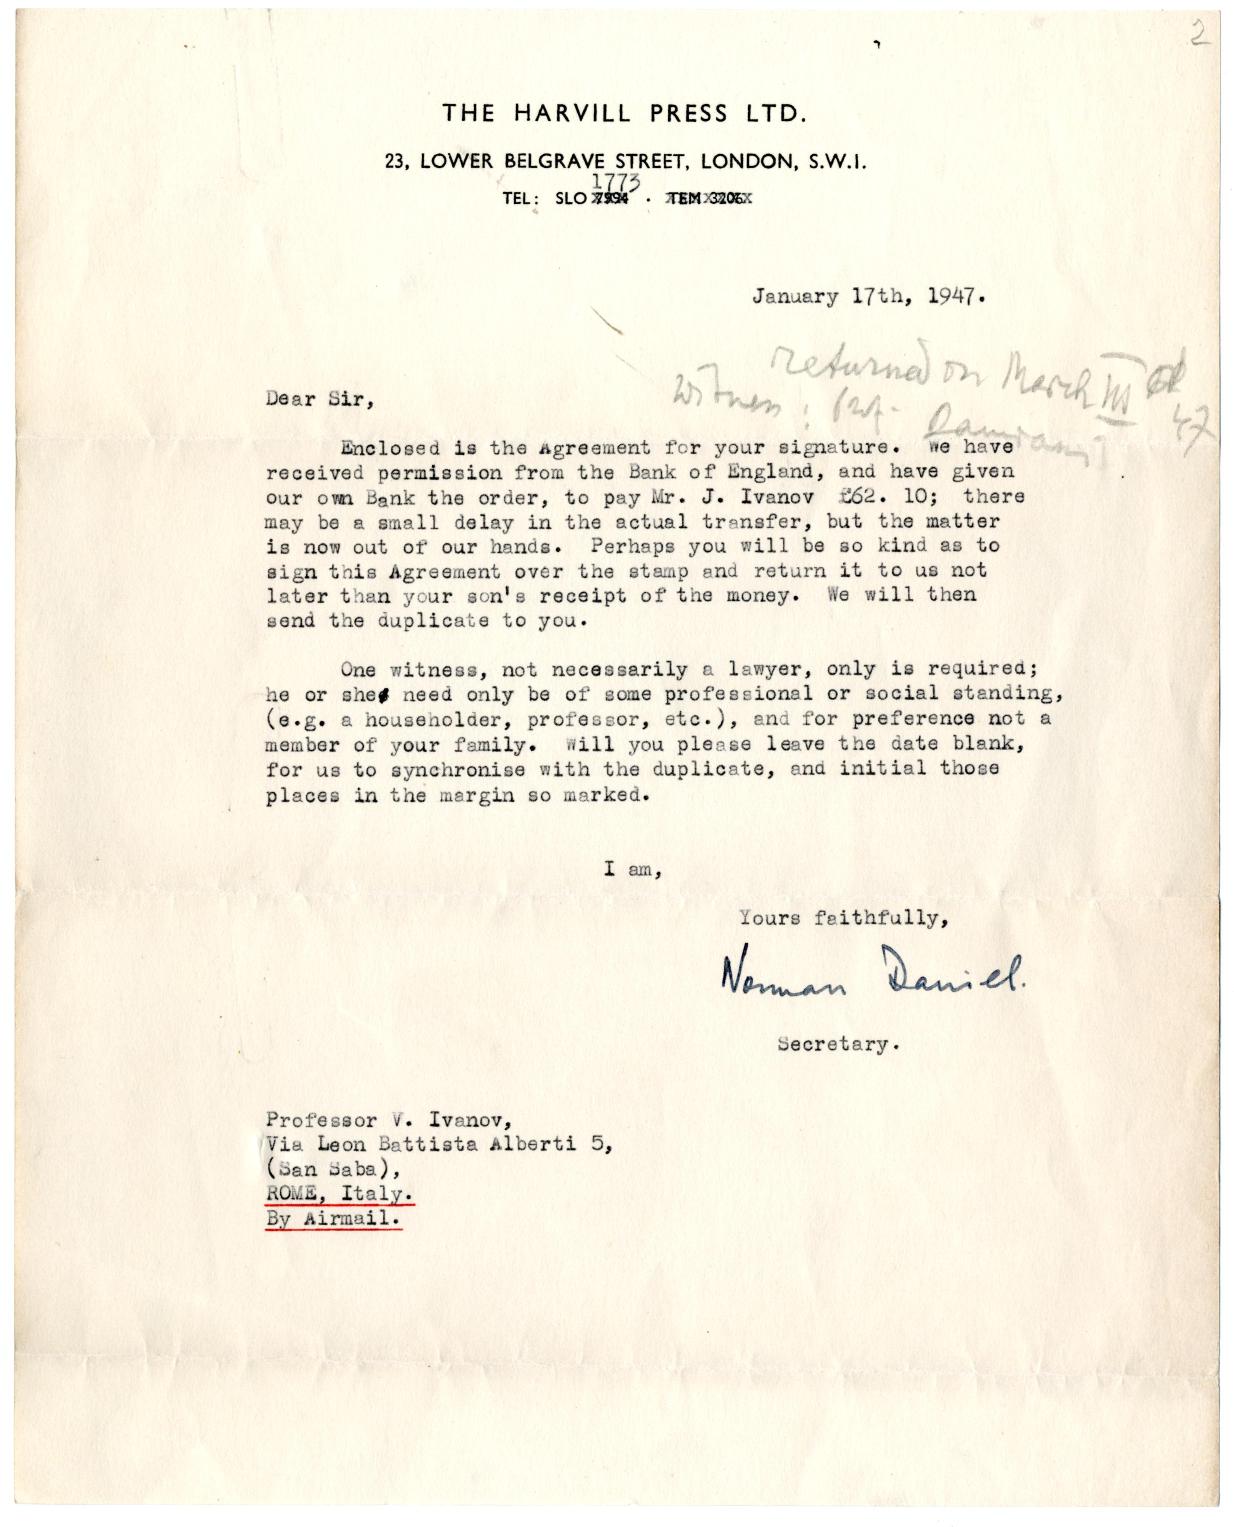 2
THE HARVILL PRESS LTD.
23, LOWER BELGRAVE STREET, LONDON, S.W.1.
1773
TEL: SLO 7994 · TEM 3206
January 17th, 1947.
returned on March III
47
Witness: prof.
Dear Sir,
Enclosed is the Agreement for your signature. We have
received permission from the Bank of England, and have given
our own Bank the order, to pay Mr. J. Ivanov £62. 10; there
may be a small delay in the actual transfer, but the matter
is now out of our hands. Perhaps you will be so kind as to
sign this Agreement over the stamp and return it to us not
later than your son's receipt of the money. We will then
send the duplicate to you.
One witness, not necessarily a lawyer, only is required;
he or she need only be of some professional or social standing,
(e.g. a householder, professor, etc.), and for preference not a
member of your family. Will you please leave the date blank,
for us to synchronise with the duplicate, and initial those
places in the margin so marked.
I am,
Yours faithfully,
Norman Daniel.
Secretary.
Professor V. Ivanov,
Via Leon Battista Alberti 5,
(San Saba),
ROME, Italy.
By Airmail.